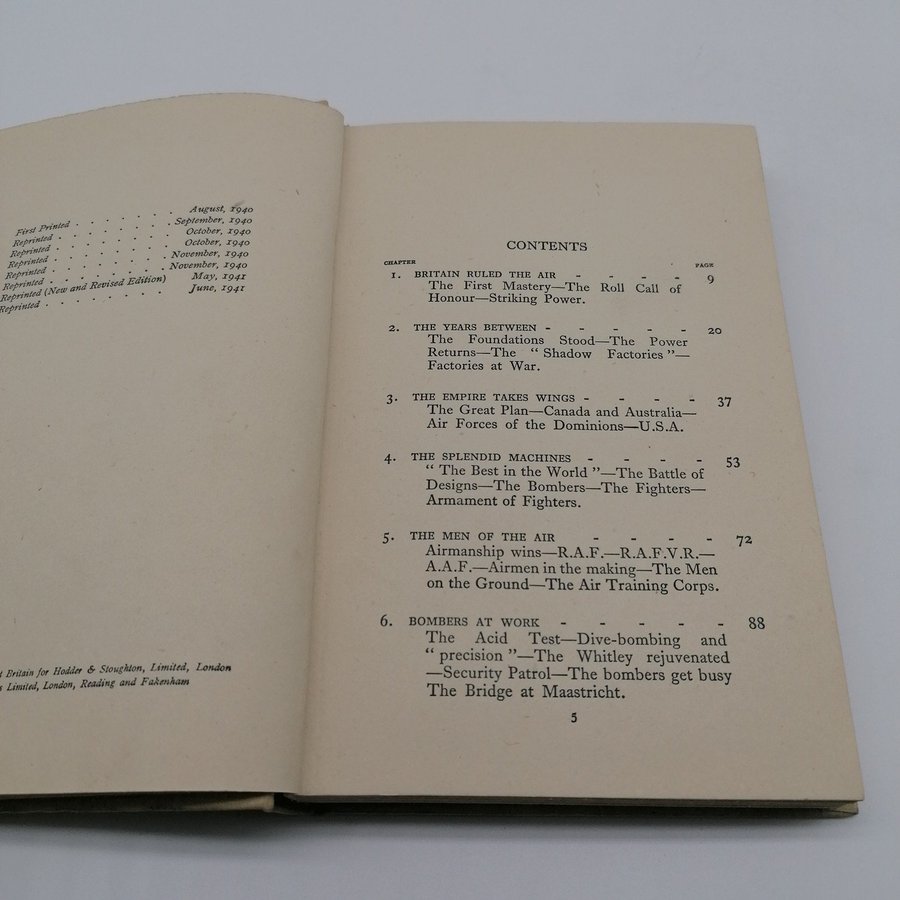 First Printed . . . . . . . August, 1940
Reprinted . . . . . . . September, 1940
Reprinted . . . . . . . October, 1940
Reprinted . . . . . . . October, 1940
Reprinted . . . . . . . November, 1940
Reprinted . . . . . . . November, 1940
Reprinted (New and Revised Edition) May, 1941
Reprinted . . . . . . . June, 1941
Britain for Hodder & Stoughton, Limited, London
Limited, London, Reading and Fakenham
CONTENTS
CHAPTER PAGE
1. BRITAIN RULED THE AIR - - - - 9
The First Mastery—The Roll Call of
Honour—Striking Power.
2. THE YEARS BETWEEN - - - - - 20
The Foundations Stood—The Power
Returns—The “ Shadow Factories ”—
Factories at War.
3. THE EMPIRE TAKES WINGS - - - - 37
The Great Plan—Canada and Australia—
Air Forces of the Dominions—U.S.A.
4. THE SPLENDID MACHINES - - - - 53
“ The Best in the World ”—The Battle of
Designs—The Bombers—The Fighters—
Armament of Fighters.
5. THE MEN OF THE AIR - - - - 72
Airmanship wins—R.A.F.—R.A.F.V.R.—
A.A.F.—Airmen in the making—The Men
on the Ground—The Air Training Corps.
6. BOMBERS AT WORK - - - - - 88
The Acid Test—Dive-bombing and
“ precision ”—The Whitley rejuvenated
—Security Patrol—The bombers get busy
The Bridge at Maastricht.
5